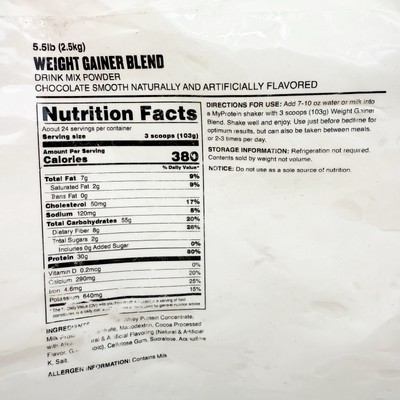 5.5lb (2.5kg)
WEIGHT GAINER BLEND
DRINK MIX POWDER
CHOCOLATE SMOOTH NATURALLY AND ARTIFICIALLY FLAVORED
Nutrition Facts
About 24 servings per container
Serving size 3 scoops (103g)
Amount Per Serving
Calories 380
% Daily Value*
Total Fat 7g 9%
Saturated Fat 2g 9%
Trans Fat 0g
Cholesterol 50mg 17%
Sodium 120mg 5%
Total Carbohydrates 55g 20%
Dietary Fiber 8g 28%
Total Sugars 2g
Includes 0g Added Sugar 0%
Protein 30g 60%
Vitamin D 0.2mcg 0%
Calcium 290mg 20%
Iron 4.6mg 25%
Potassium 640mg 15%
DIRECTIONS FOR USE: Add 7-10 oz water or milk into
a MyProtein shaker with 3 scoops (103g) Weight Gainer
Blend. Shake well and enjoy. Use just before bedtime for
optimum results, but can also be taken between meals,
or 2-3 times per day.
STORAGE INFORMATION: Refrigeration not required.
Contents sold by weight not volume.
NOTICE: Do not use as a sole source of nutrition.
Whey Protein Concentrate,
Maltodextrin, Cocoa Processed
& Artificial Flavoring (Natural & Artificial
Flavor, Cellulose Gum, Sucralose,
K, Salt.
ALLERGEN INFORMATION: Contains Milk